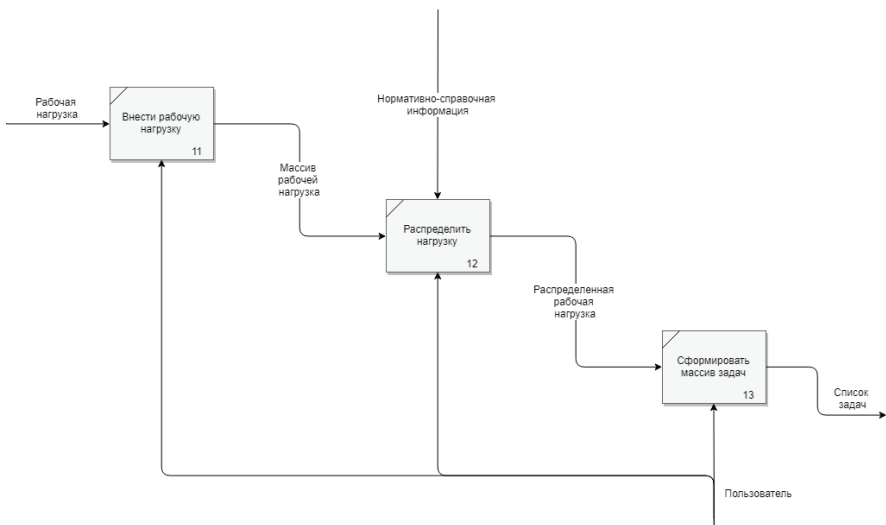 Рабочая
нагрузка
Внести рабочую
нагрузку
11
Нормативно-справочная
информация
Массив
рабочей
нагрузка
Распределить
нагрузку
12
Распределенная
рабочая
нагрузка
Сформировать
массив задач
13
Список
задач
Пользователь